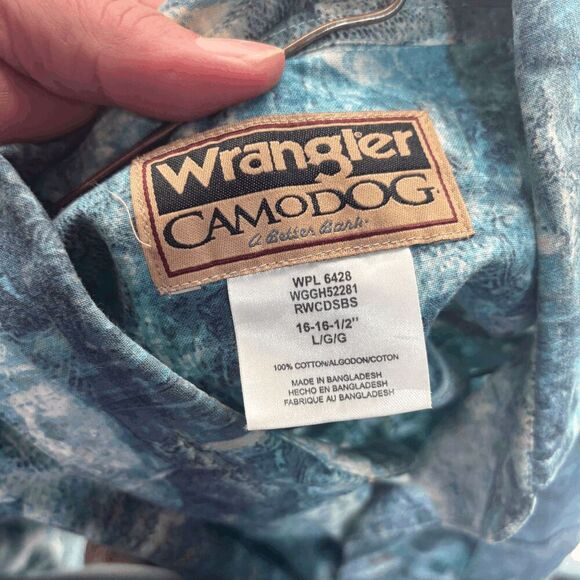 Wrangler
CAMODOG
A Better Bark.
WPL 6428
WGGH52281
RWCDSBS
16-16-1/2"
L/G/G
100% COTTON/ALGODON/COTON
MADE IN BANGLADESH
HECHO EN BANGLADESH
FABRIQUE AU BANGLADESH